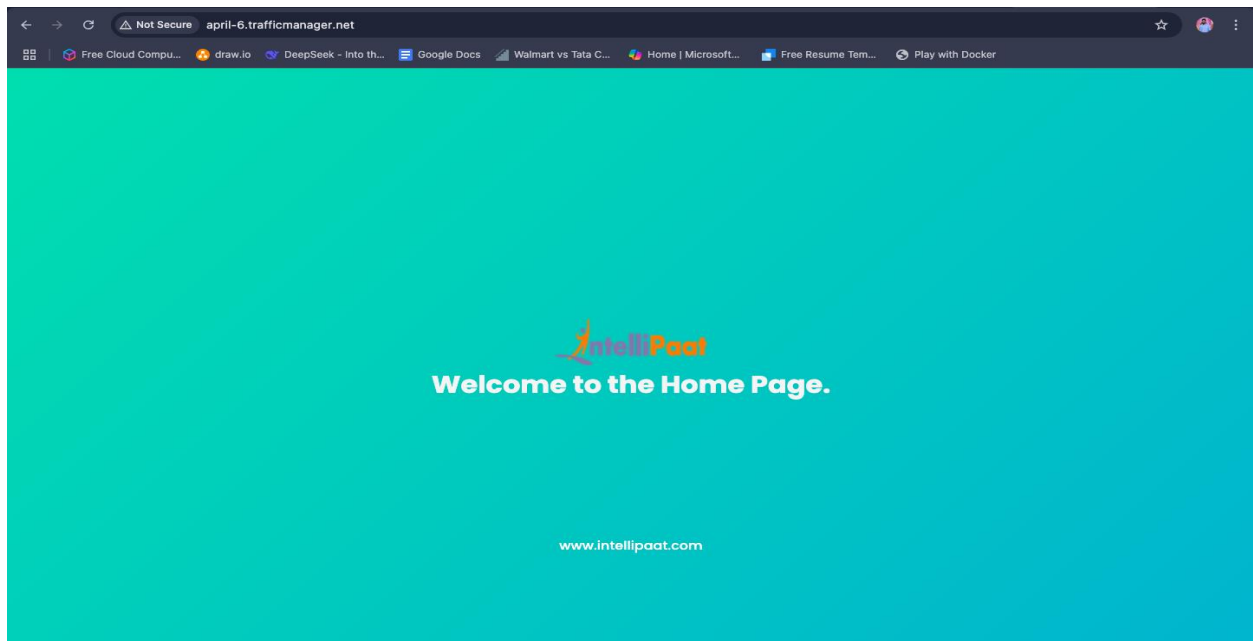 Not Secure april-6.trafficmanager.net
Free Cloud Compu... draw.io DeepSeek - Into th... Google Docs Walmart vs Tata C... Home | Microsoft... Free Resume Tem... Play with Docker
IntelliPaat
Welcome to the Home Page.
www.intellipaat.com